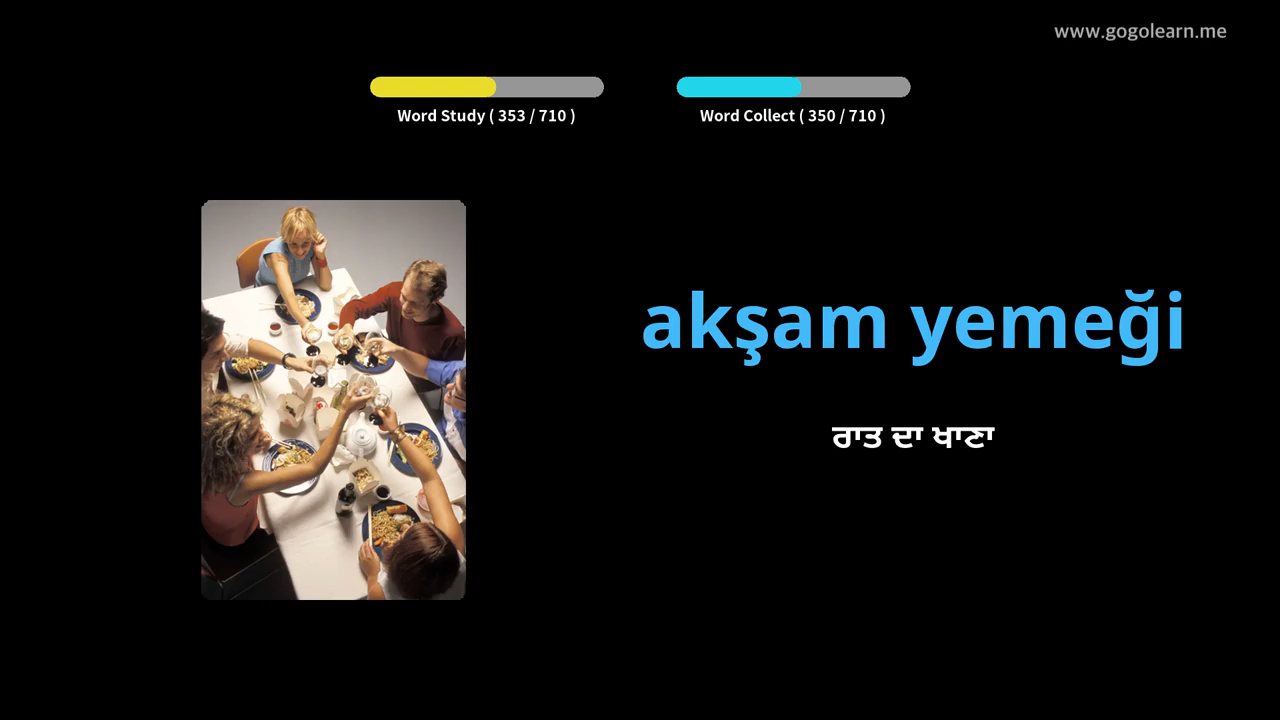 www.gogolearn.me
Word Study ( 353 / 710 )
Word Collect ( 350 / 710 )
akşam yemeği
ਰਾਤ ਦਾ ਖਾਣਾ